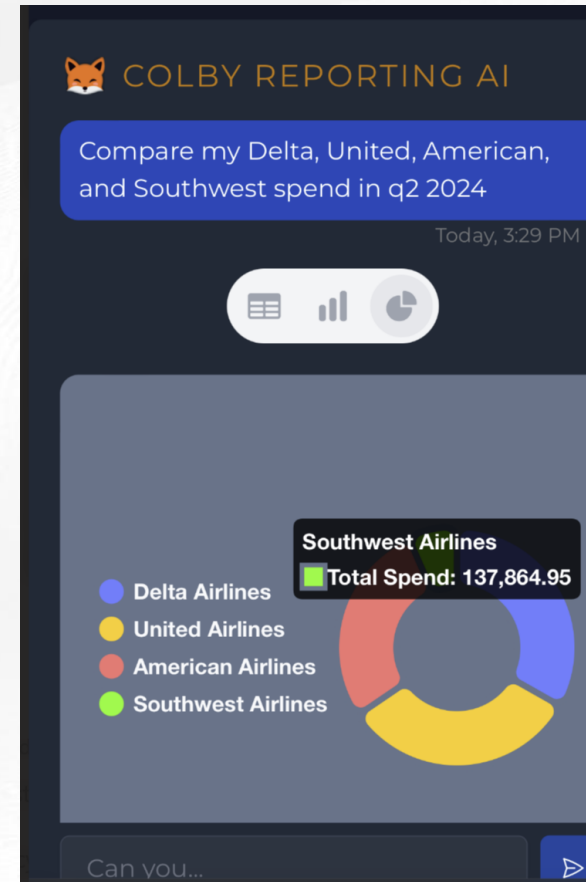 COLBY REPORTING AI
Compare my Delta, United, American,
and Southwest spend in q2 2024
Today, 3:29 PM
Southwest Airlines
Total Spend: 137,864.95
Delta Airlines
United Airlines
American Airlines
Southwest Airlines
Can you...